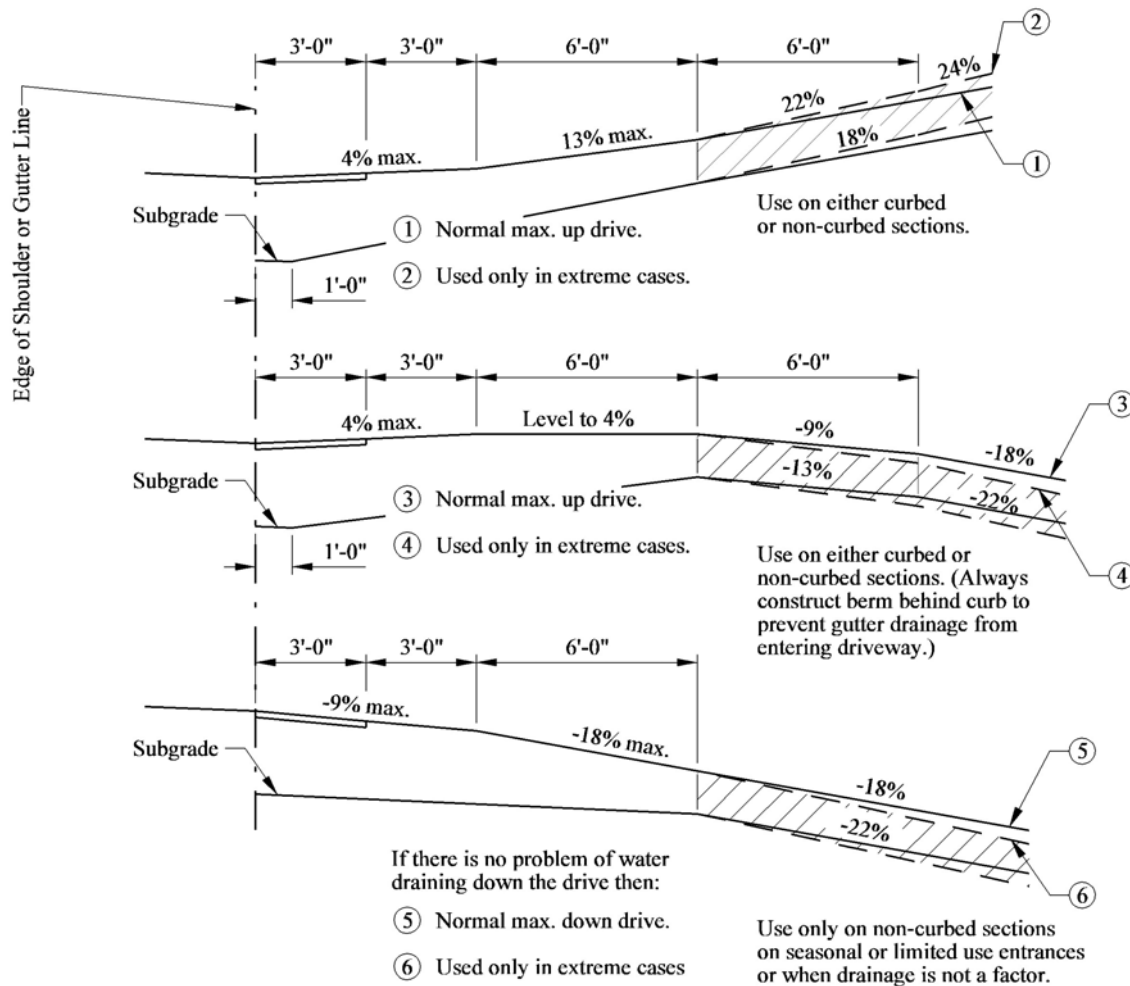 ②
3'-0" 3'-0" 6'-0" 6'-0"
24%
22%
Edge of Shoulder or Gutter Line
13% max.
18%
4% max.
①
Subgrade
① Normal max. up drive.
② Used only in extreme cases.
1'-0"
Use on either curbed
or non-curbed sections.
3'-0" 3'-0" 6'-0" 6'-0"
③
4% max.
Level to 4%
-9%
-18%
-13%
-22%
Subgrade
③ Normal max. up drive.
④ Used only in extreme cases.
1'-0"
④
Use on either curbed or
non-curbed sections. (Always
construct berm behind curb to
prevent gutter drainage from
entering driveway.)
3'-0" 3'-0" 6'-0"
-9% max.
-18% max.
Subgrade
⑤
-18%
-22%
⑥
If there is no problem of water
draining down the drive then:
⑤ Normal max. down drive.
⑥ Used only in extreme cases
Use only on non-curbed sections
on seasonal or limited use entrances
or when drainage is not a factor.